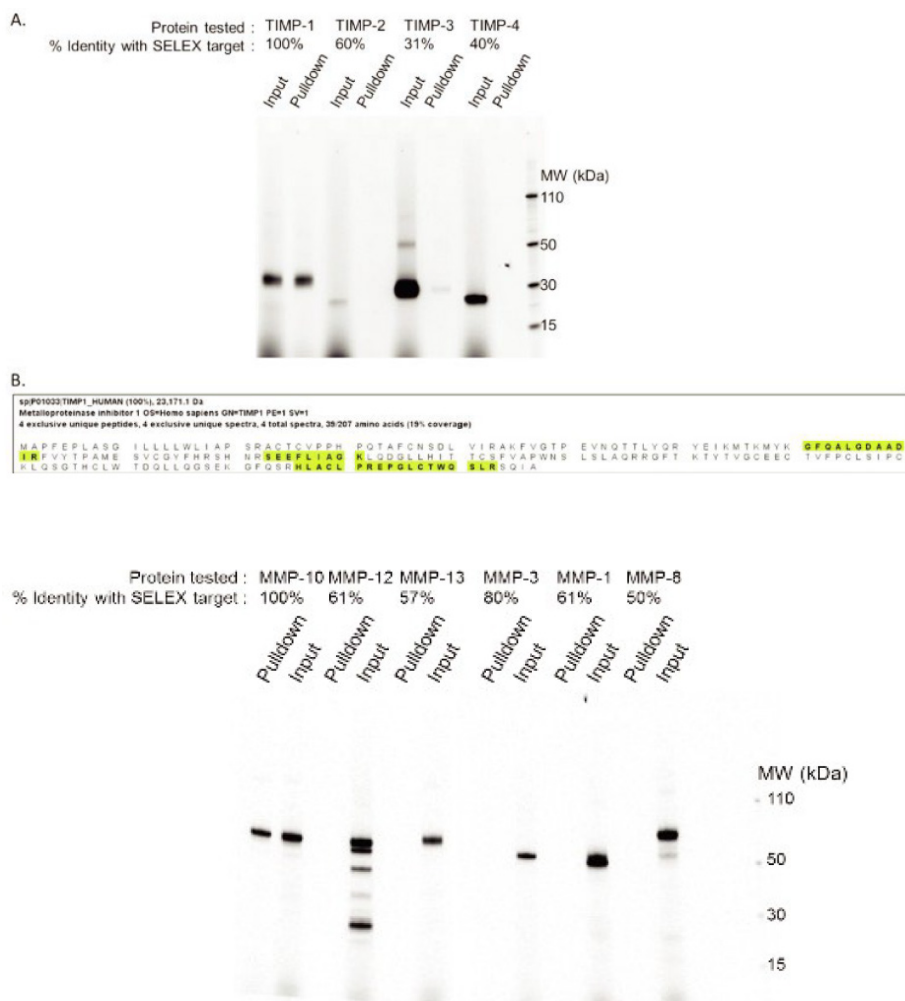 A.
Protein tested : TIMP-1 TIMP-2 TIMP-3 TIMP-4
% Identity with SELEX target : 100% 60% 31% 40%
Input Pulldown Input Pulldown Input Pulldown Input Pulldown
MW (kDa)
110
50
30
15
B.
sp|P01033|TIMP1_HUMAN (100%), 23,171.1 Da
Metalloproteinase inhibitor 1 OS=Homo sapiens GN=TIMP1 PE=1 SV=1
4 exclusive unique peptides, 4 exclusive unique spectra, 4 total spectra, 39/207 amino acids (19% coverage)
MAPFEPLASG ILLLLWLIAP SRACTCVPPH PQTAFCNSDL VIRAKFVGTP EVNQTTLYQR YEIKMTKMYK GFQALGDAAD
IRFVYTPAME SVCGYFHRSH NRSEEFLIAG KLQDGLLHIT TCSFVAPWNS LSLAQRRGFT KTYTVGCEEC TVFPCLSIPC
KLQSGTHCLW TDQLLQGSEK GFQSRHLACL PREPGLCTWQ SLRSQIA
Protein tested : MMP-10 MMP-12 MMP-13 MMP-3 MMP-1 MMP-8
% Identity with SELEX target : 100% 61% 57% 80% 61% 50%
Pulldown Input Pulldown Input Pulldown Input Pulldown Input Pulldown Input Pulldown Input
MW (kDa)
110
50
30
15